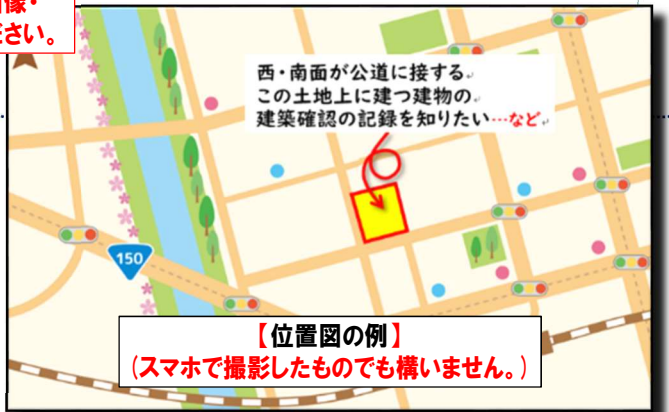 ださい。
西・南面が公道に接する
この土地上に建つ建物の
建築確認の記録を知りたい…など
150
【位置図の例】
(スマホで撮影したものでも構いません。)